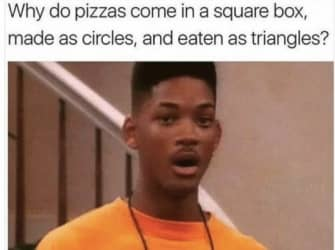 Why do pizzas come in a square box,
made as circles, and eaten as triangles?